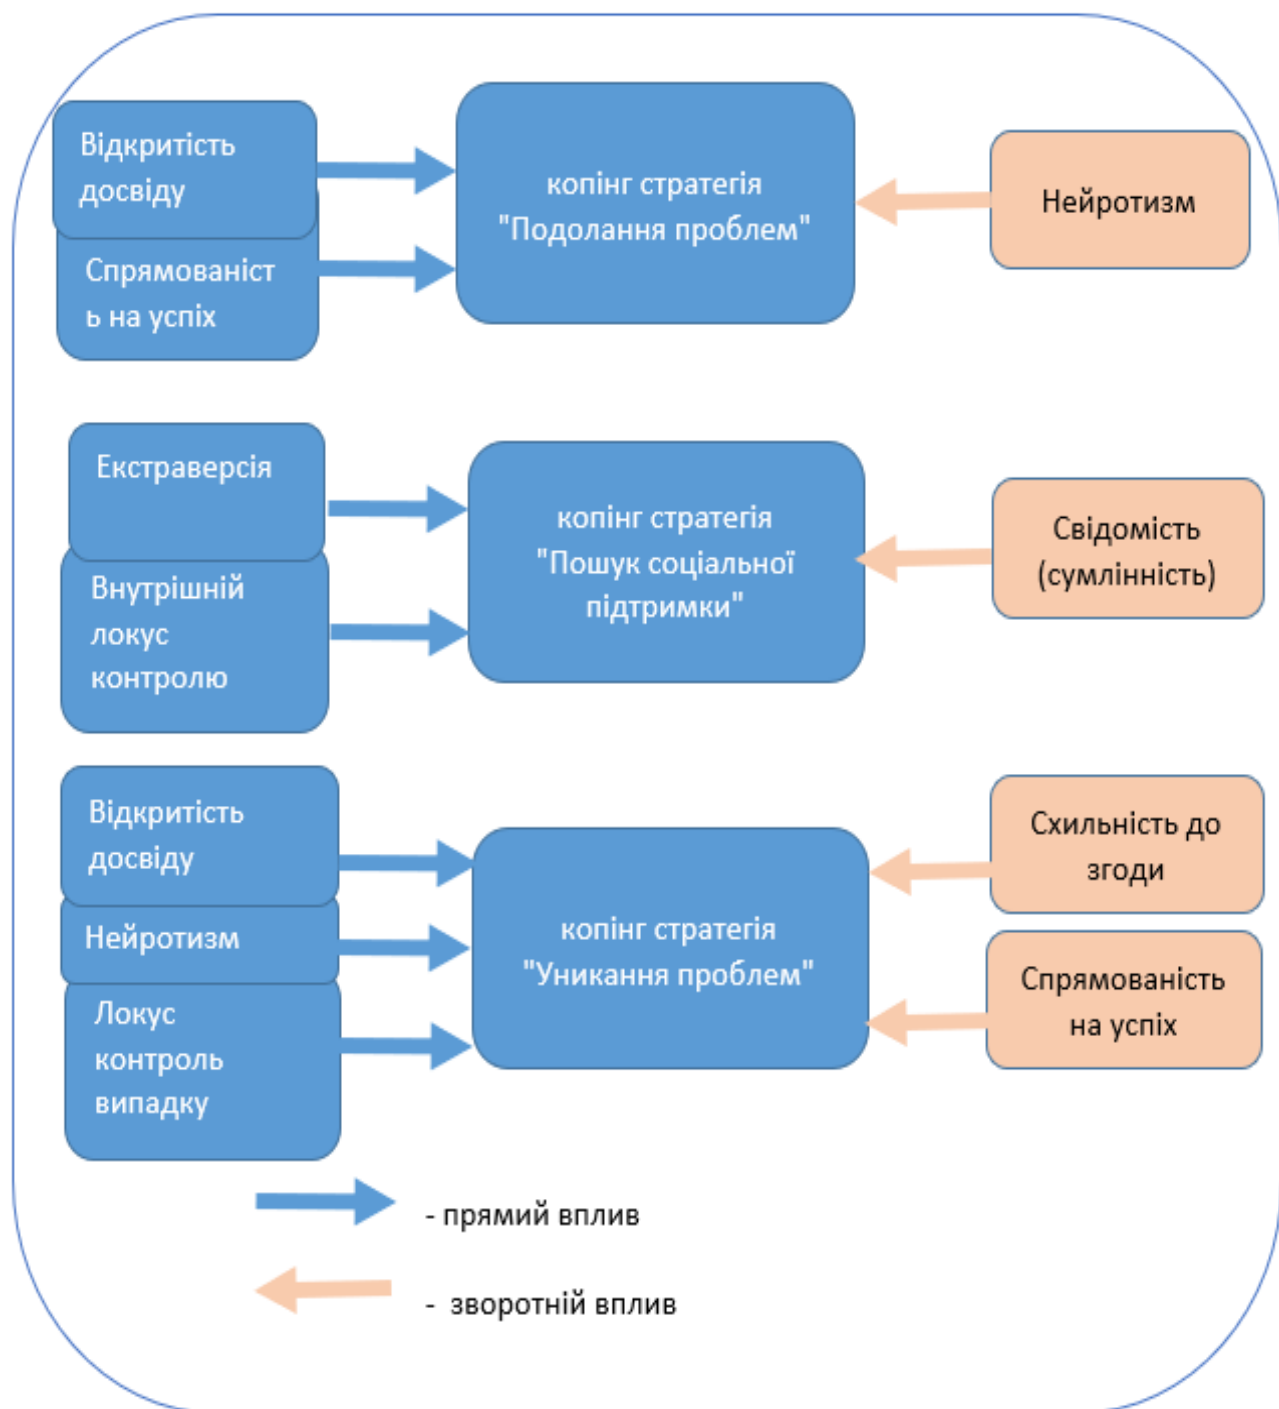 Відкритість
досвіду
Спрямованіст
ь на успіх
копінг стратегія
"Подолання проблем"
Нейротизм
Екстраверсія
Внутрішній
локус
контролю
копінг стратегія
"Пошук соціальної
підтримки"
Свідомість
(сумлінність)
Відкритість
досвіду
Нейротизм
Локус
контроль
випадку
копінг стратегія
"Уникання проблем"
Схильність до
згоди
Спрямованість
на успіх
- прямий вплив
- зворотній вплив